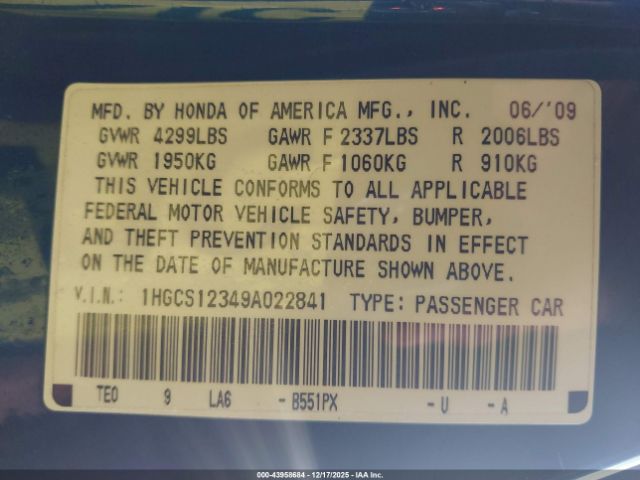 MFD. BY HONDA OF AMERICA MFG., INC. 06/'09
GVWR 4299LBS GAWR F 2337LBS R 2006LBS
GVWR 1950KG GAWR F 1060KG R 910KG
THIS VEHICLE CONFORMS TO ALL APPLICABLE
FEDERAL MOTOR VEHICLE SAFETY, BUMPER,
AND THEFT PREVENTION STANDARDS IN EFFECT
ON THE DATE OF MANUFACTURE SHOWN ABOVE.
V.I.N.: 1HGCS12349A022841 TYPE: PASSENGER CAR
TE0 9 LA6 - B551PX - U - A
000-43958684 - 12/17/2025 - IAAI.com